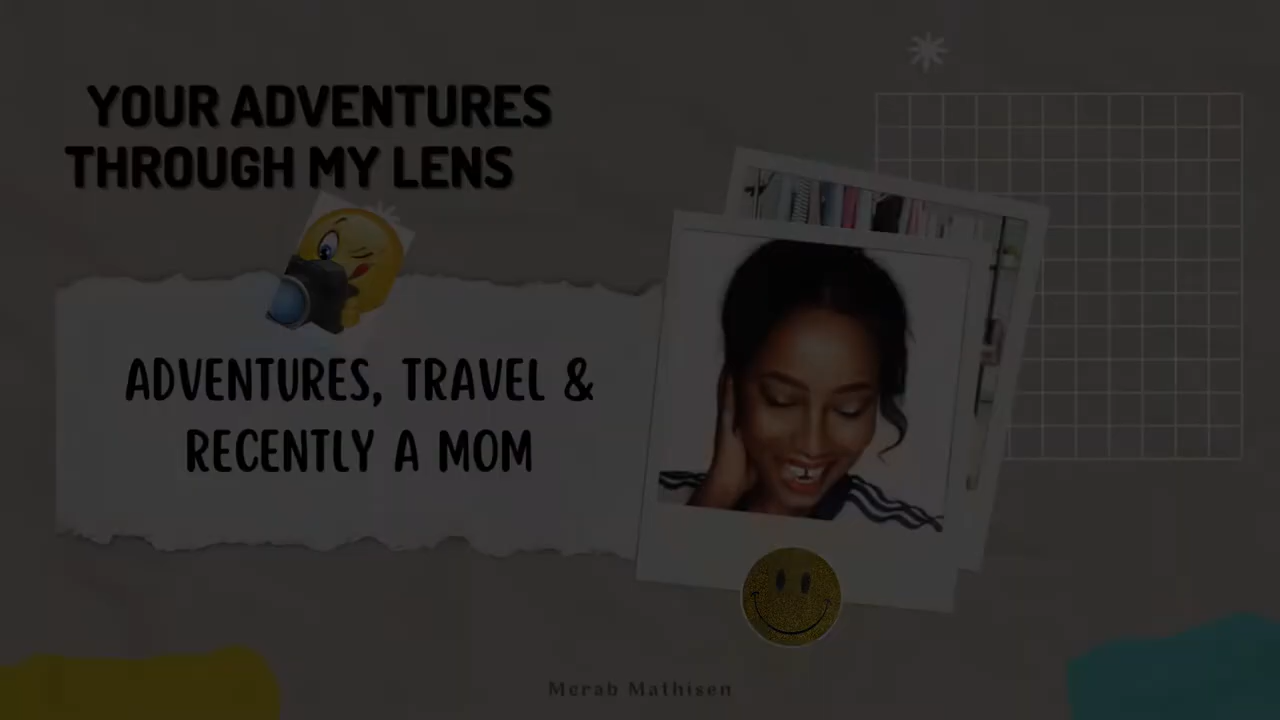 YOUR ADVENTURES
THROUGH MY LENS
ADVENTURES, TRAVEL &
RECENTLY A MOM
Merab Mathisen